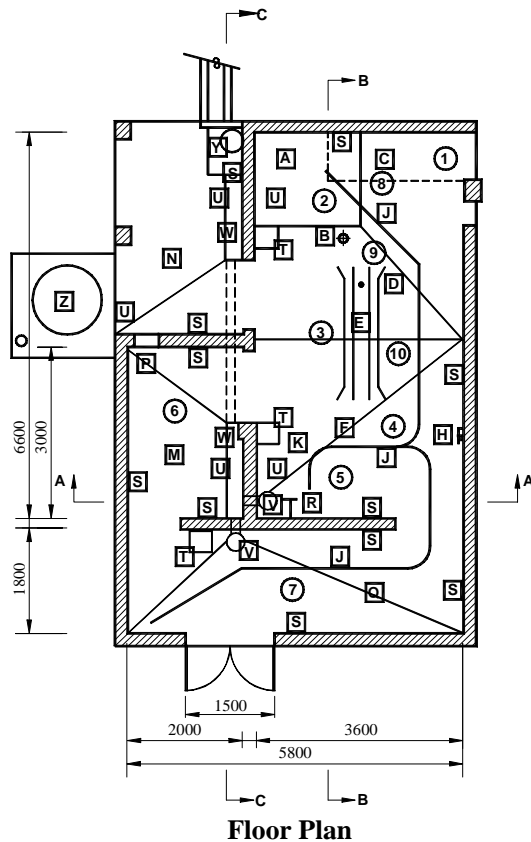 C
B
Y
S
A
S
C
1
8
U
U
2
J
W
B
T
9
N
D
Z
U
S
E
3
S
P
10
S
6
T
F
4
W
K
H
M
U
U
J
5
A
S
A
S
V
R
S
T
V
S
J
7
O
S
S
6600
3000
1800
1500
2000
3600
5800
C
B
Floor Plan